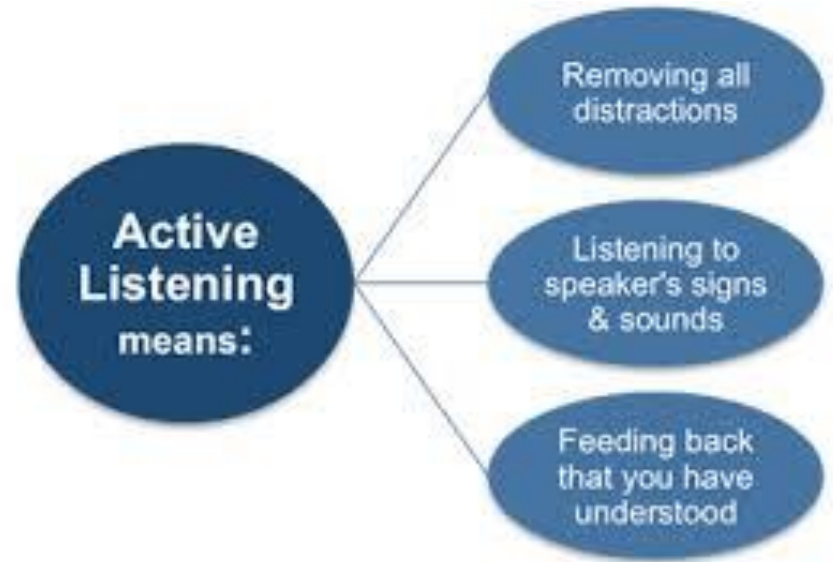 Active
Listening
means:
Removing all
distractions
Listening to
speaker's signs
& sounds
Feeding back
that you have
understood